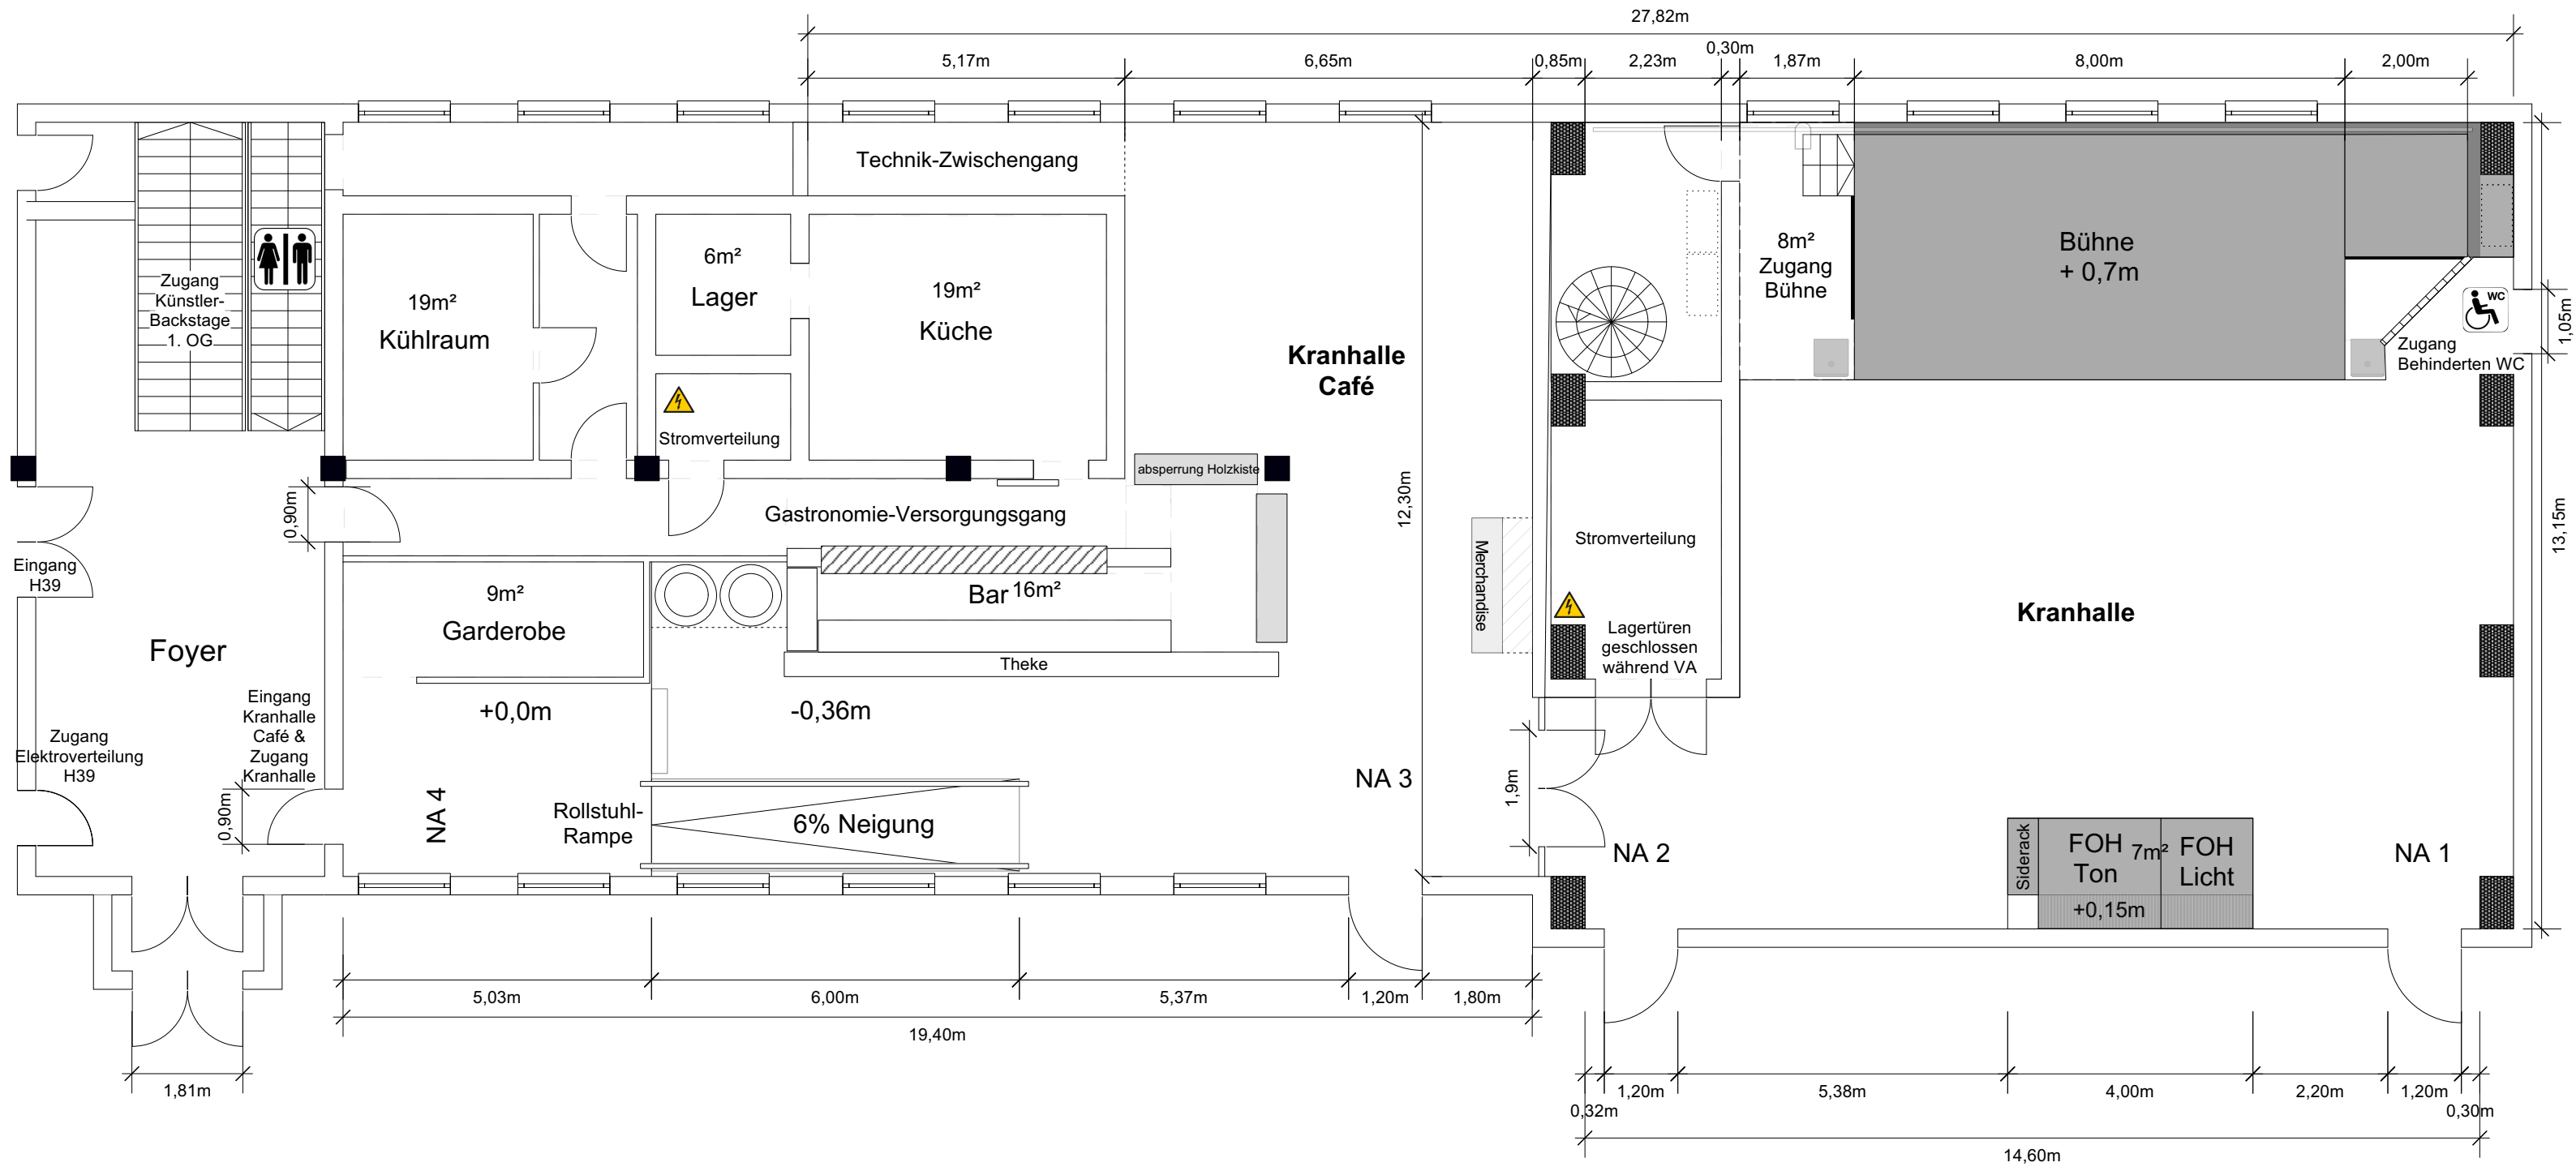 27,82m
5,17m
6,65m
0,85m
2,23m
0,30m
1,87m
8,00m
2,00m
Technik-Zwischengang
Zugang
Künstler-
Backstage
1. OG
19m²
Kühlraum
6m²
Lager
19m²
Küche
Stromverteilung
Kranhalle
Café
8m²
Zugang
Bühne
Bühne
+ 0,7m
WC
Zugang
Behinderten WC
1,05m
absperrung Holzkiste
12,30m
13,15m
0,90m
Gastronomie-Versorgungsgang
Eingang
H39
9m²
Garderobe
Bar 16m²
Theke
Merchandise
Stromverteilung
Lagertüren
geschlossen
während VA
Kranhalle
Foyer
+0,0m
-0,36m
Eingang
Kranhalle
Café &
Zugang
Kranhalle
Zugang
Elektroverteilung
H39
0,90m
NA 4
Rollstuhl-
Rampe
6% Neigung
NA 3
1,9m
NA 2
Siderack
FOH
Ton
7m²
FOH
Licht
+0,15m
NA 1
5,03m
6,00m
5,37m
1,20m
1,80m
19,40m
1,81m
0,32m
1,20m
5,38m
4,00m
2,20m
1,20m
0,30m
14,60m